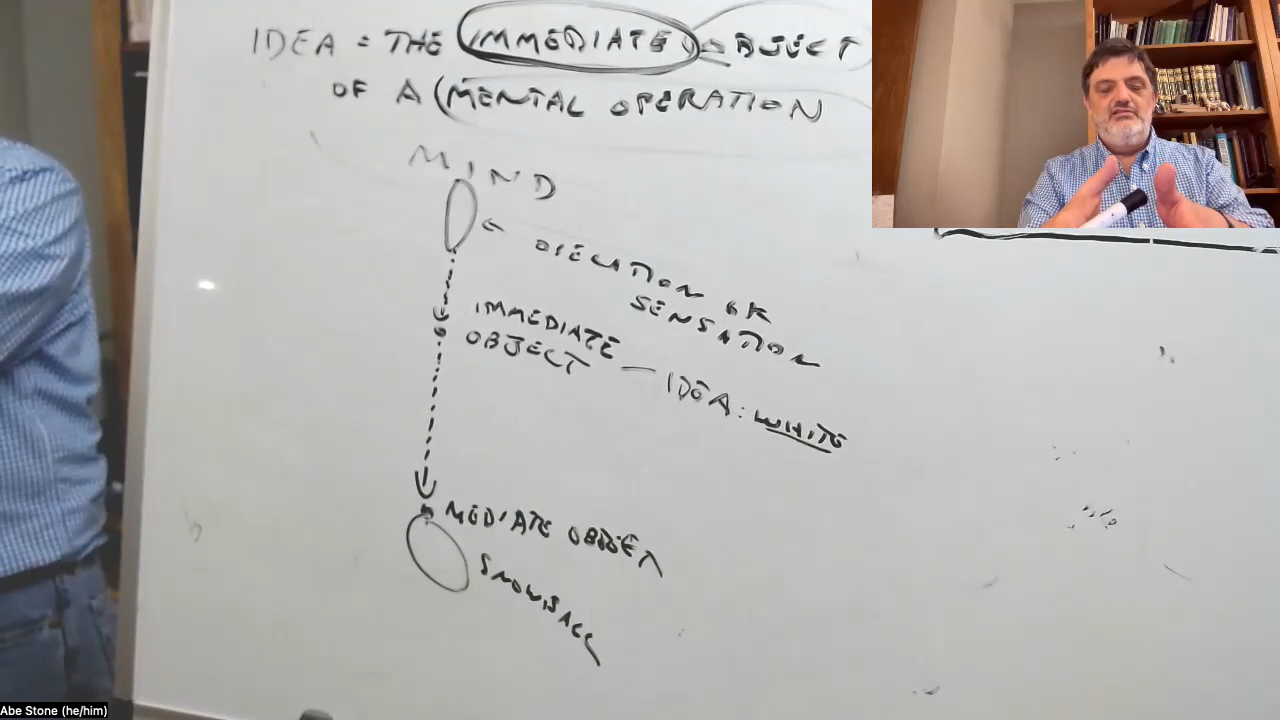 IDEA = THE IMMEDIATE OBJECT
OF A (MENTAL OPERATION
MIND
OPERATION OR
SENSATION
IMMEDIATE
OBJECT — IDEA: WHITE
MEDIATE OBJECT
SNOWBALL
Abe Stone (he/him)